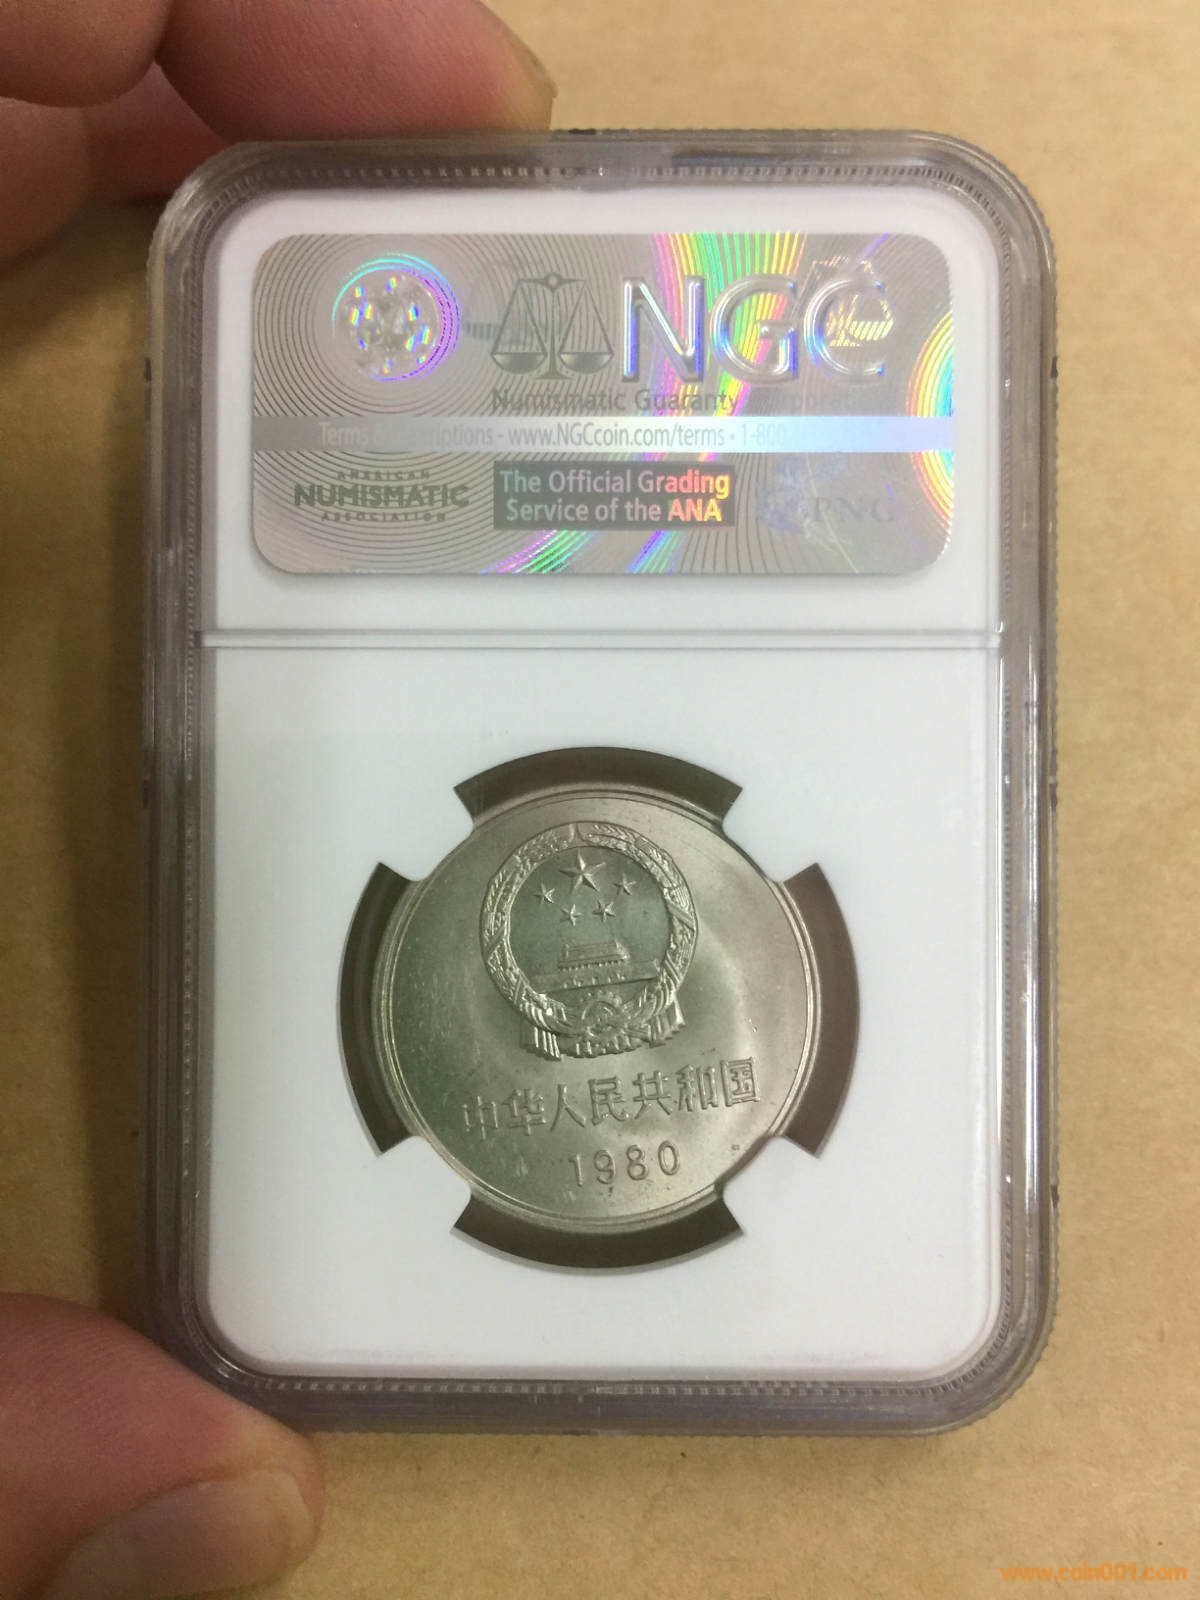 NGC
Numismatic Guaranty
Terms
- www.NGCcoin.com/terms • 1-800
AMERICAN
NUMISMATIC
ASSOCIATION
The Official Grading
Service of the ANA
PNG
中华人民共和国
1980
www.coin001.com